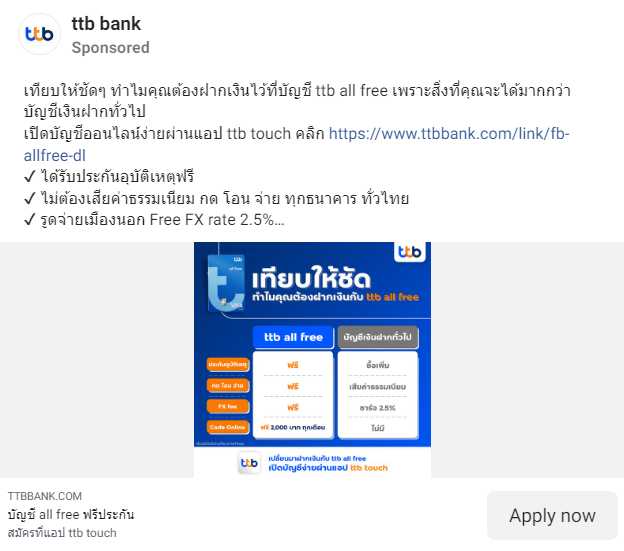 ttb bank
Sponsored
เทียบให้ชัดๆ ทำไมคุณต้องฝากเงินไว้ที่บัญชี ttb all free เพราะสิ่งที่คุณจะได้มากกว่า
บัญชีเงินฝากทั่วไป
เปิดบัญชีออนไลน์ง่ายผ่านแอป ttb touch คลิก https://www.ttbbank.com/link/fb-
allfree-dl
✓ ได้รับประกันอุบัติเหตุฟรี
✓ ไม่ต้องเสียค่าธรรมเนียม กด โอน จ่าย ทุกธนาคาร ทั่วไทย
✓ รูดจ่ายเมืองนอก Free FX rate 2.5%...
ttb
all free
เทียบให้ชัด
ทำไมคุณต้องฝากเงินกับ ttb all free
ttb all free บัญชีเงินฝากทั่วไป
ประกันอุบัติเหตุ ฟรี ซื้อเพิ่ม
กด โอน จ่าย ฟรี เสียค่าธรรมเนียม
FX fee ฟรี ชาร์จ 2.5%
Code Online ฟรี 2,000 บาท ทุกเดือน ไม่มี
ttb เปลี่ยนมาฝากเงินกับ ttb all free
เปิดบัญชีง่ายผ่านแอป ttb touch
TTBBANK.COM
บัญชี all free ฟรีประกัน
สมัครที่แอป ttb touch
Apply now